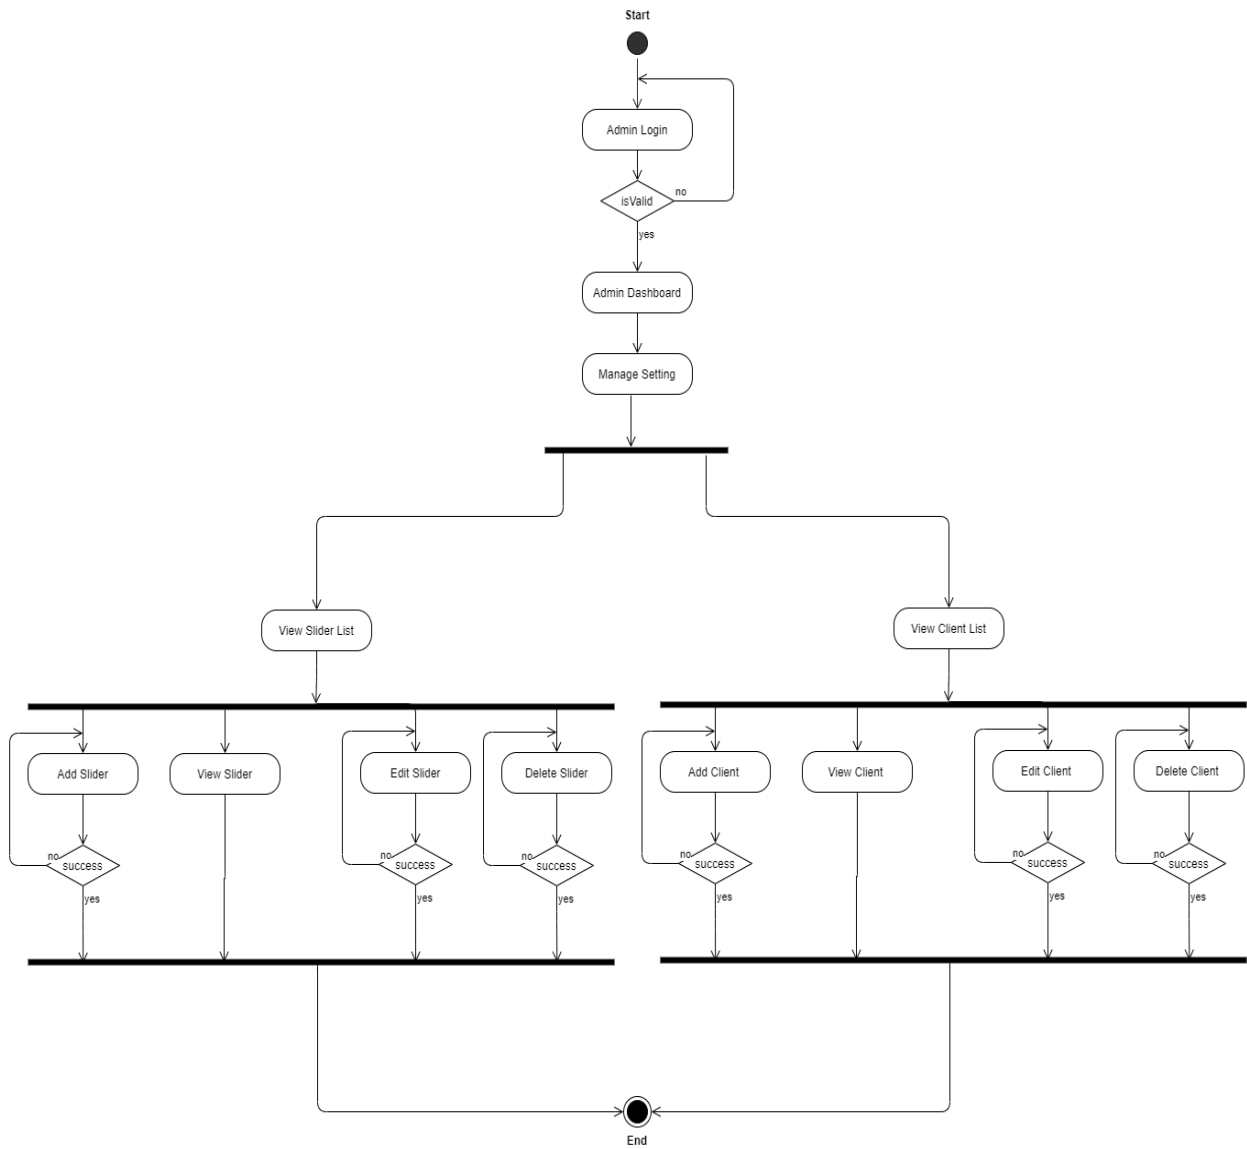 Start
Admin Login
isValid
no
yes
Admin Dashboard
Manage Setting
View Slider List
View Client List
Add Slider
View Slider
Edit Slider
Delete Slider
Add Client
View Client
Edit Client
Delete Client
no
success
no
success
no
success
no
success
no
success
no
success
yes
yes
yes
yes
yes
yes
End